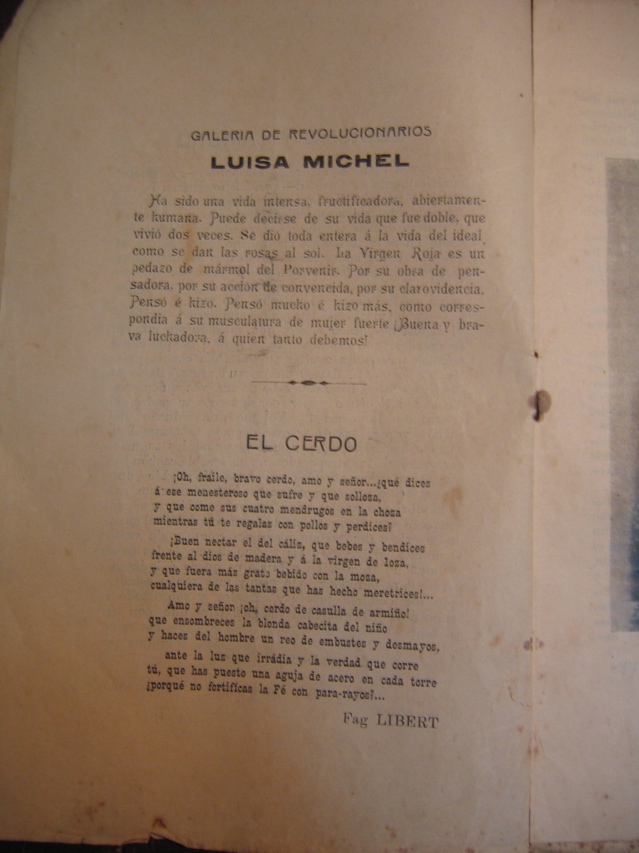 GALERIA DE REVOLUCIONARIOS
LUISA MICHEL
Ha sido una vida intensa, fructificadora, abiertamen-
te humana. Puede decirse de su vida que fue doble, que
vivió dos veces. Se dió toda entera á la vida del ideal
como se dan las rosas al sol. La Virgen Roja es un
pedazo de mármol del Porvenir. Por su obra de pen-
sadora, por su acción de convencida, por su clarovidencia.
Pensó é hizo. Pensó mucho é hizo más, como corres-
pondia á su musculatura de mujer fuerte ¡Buena y bra-
va luchadora, á quien tanto debemos!
EL CERDO
¡Oh, fraile, bravo cerdo, amo y señor...¿qué dices
á ese menesteroso que sufre y que solloza,
y que come sus cuatro mendrugos en la choza
mientras tú te regalas con pollos y perdices?
¡Buen nectar el del cáliz, que bebes y bendices
frente al dios de madera y á la virgen de loza,
y que fuera más grato bebido con la moza,
cualquiera de las tantas que has hecho meretrices!...
Amo y señor ¡oh, cerdo de casulla de armiño!
que ensombreces la blonda cabecita del niño
y haces del hombre un reo de embustes y desmayos,
ante la luz que irrádia y la verdad que corre
tú, que has puesto una aguja de acero en cada torre
¿porqué no fortificas la Fé con para-rayos?...
Fag LIBERT